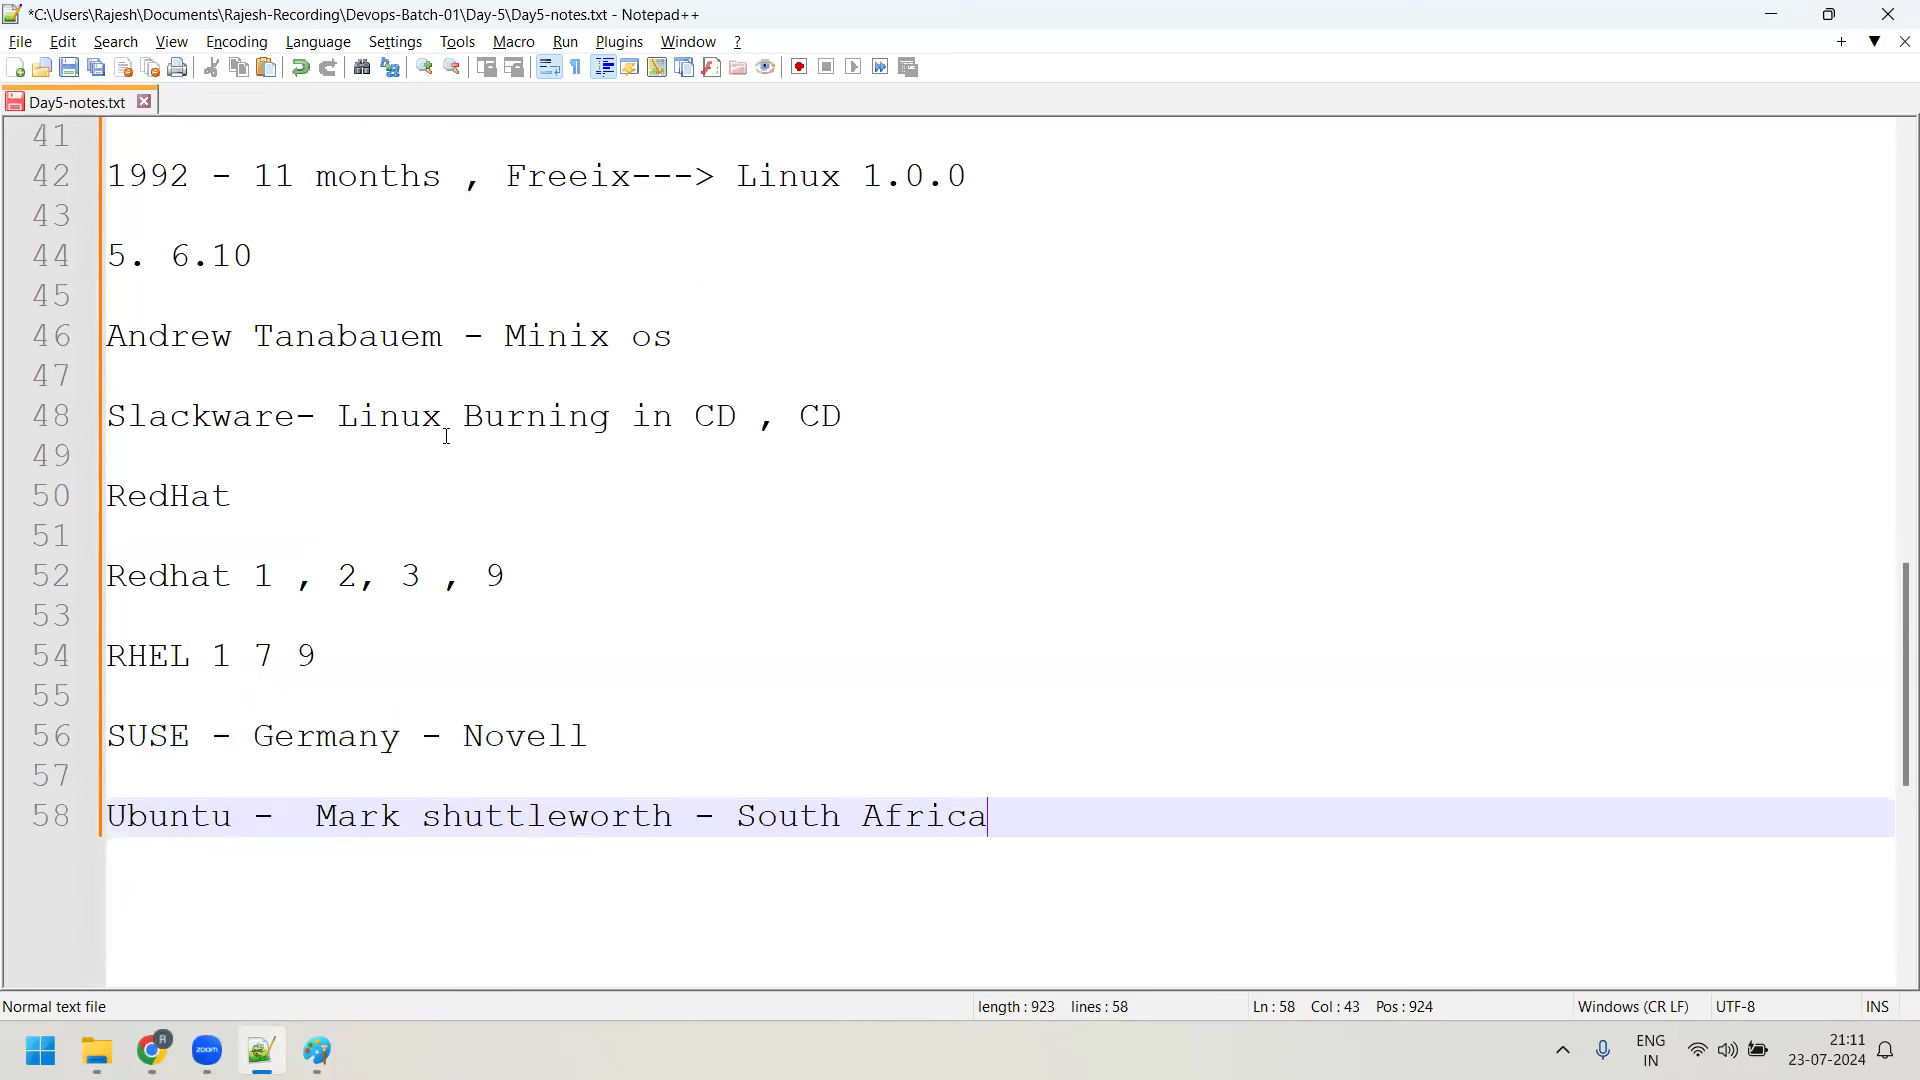 *C:\Users\Rajesh\Documents\Rajesh-Recording\Devops-Batch-01\Day-5\Day5-notes.txt - Notepad++
File Edit Search View Encoding Language Settings Tools Macro Run Plugins Window ?
Day5-notes.txt
41
42 1992 - 11 months , Freeix---> Linux 1.0.0
43
44 5. 6.10
45
46 Andrew Tanabauem - Minix os
47
48 Slackware- Linux Burning in CD , CD
49
50 RedHat
51
52 Redhat 1 , 2, 3 , 9
53
54 RHEL 1 7 9
55
56 SUSE - Germany - Novell
57
58 Ubuntu -  Mark shuttleworth - South Africa
Normal text file length : 923 lines : 58 Ln : 58 Col : 43 Pos : 924 Windows (CR LF) UTF-8 INS
R
zoom
ENG
IN
21:11
23-07-2024